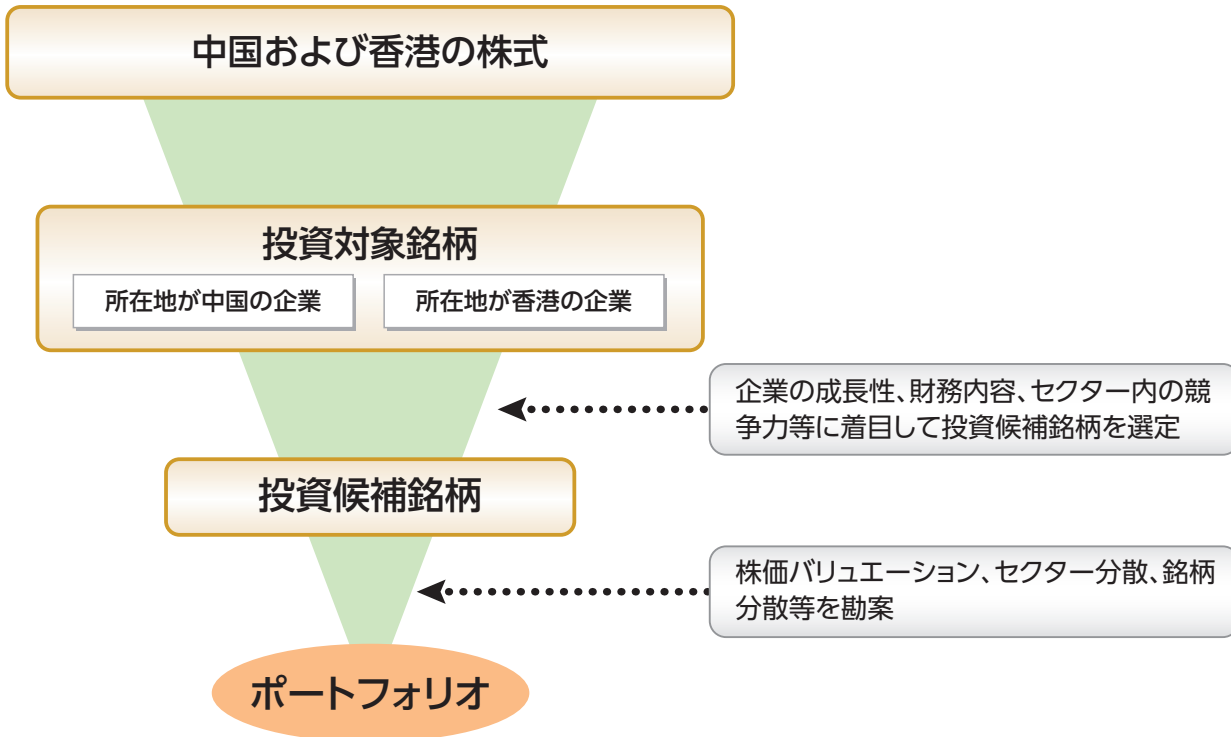 中国および香港の株式
投資対象銘柄
所在地が中国の企業
所在地が香港の企業
企業の成長性、財務内容、セクター内の競
争力等に着目して投資候補銘柄を選定
投資候補銘柄
株価バリュエーション、セクター分散、銘柄
分散等を勘案
ポートフォリオ